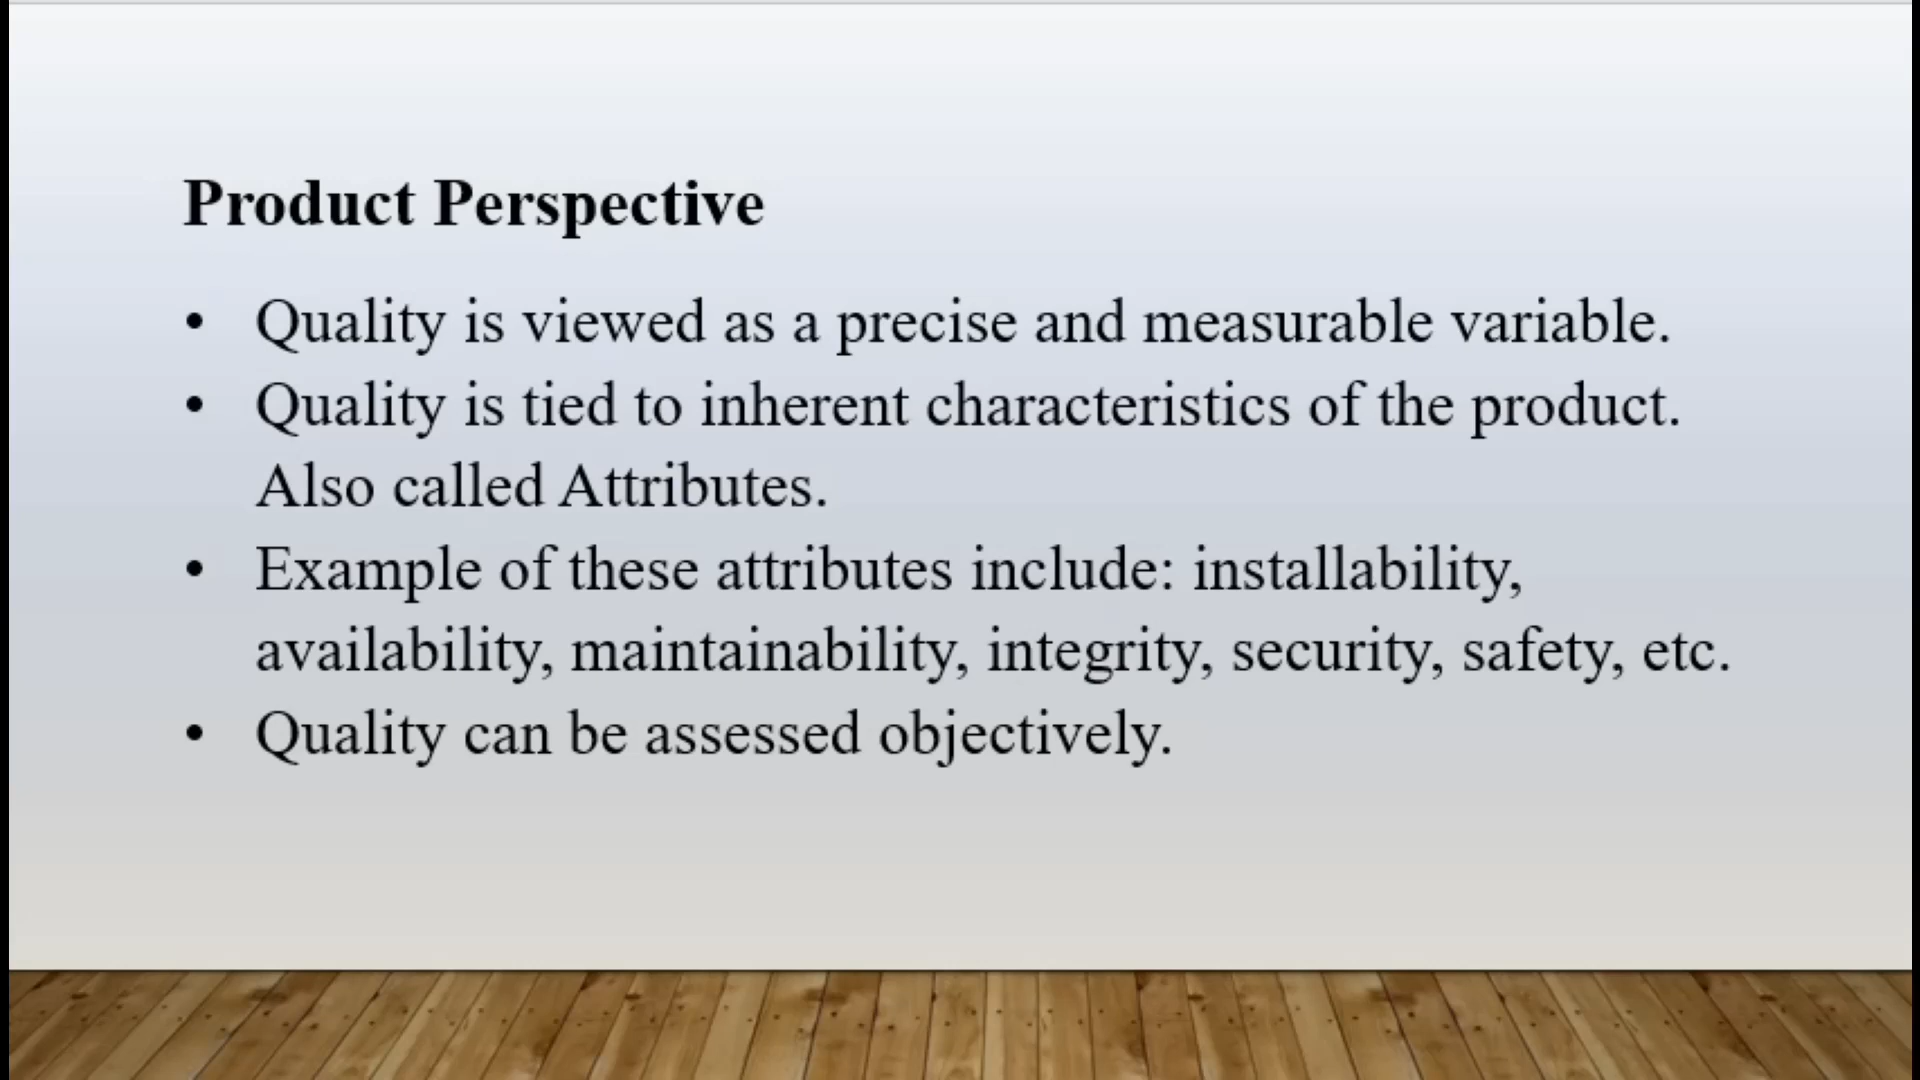 Product Perspective
• Quality is viewed as a precise and measurable variable.
• Quality is tied to inherent characteristics of the product.
Also called Attributes.
• Example of these attributes include: installability,
availability, maintainability, integrity, security, safety, etc.
• Quality can be assessed objectively.